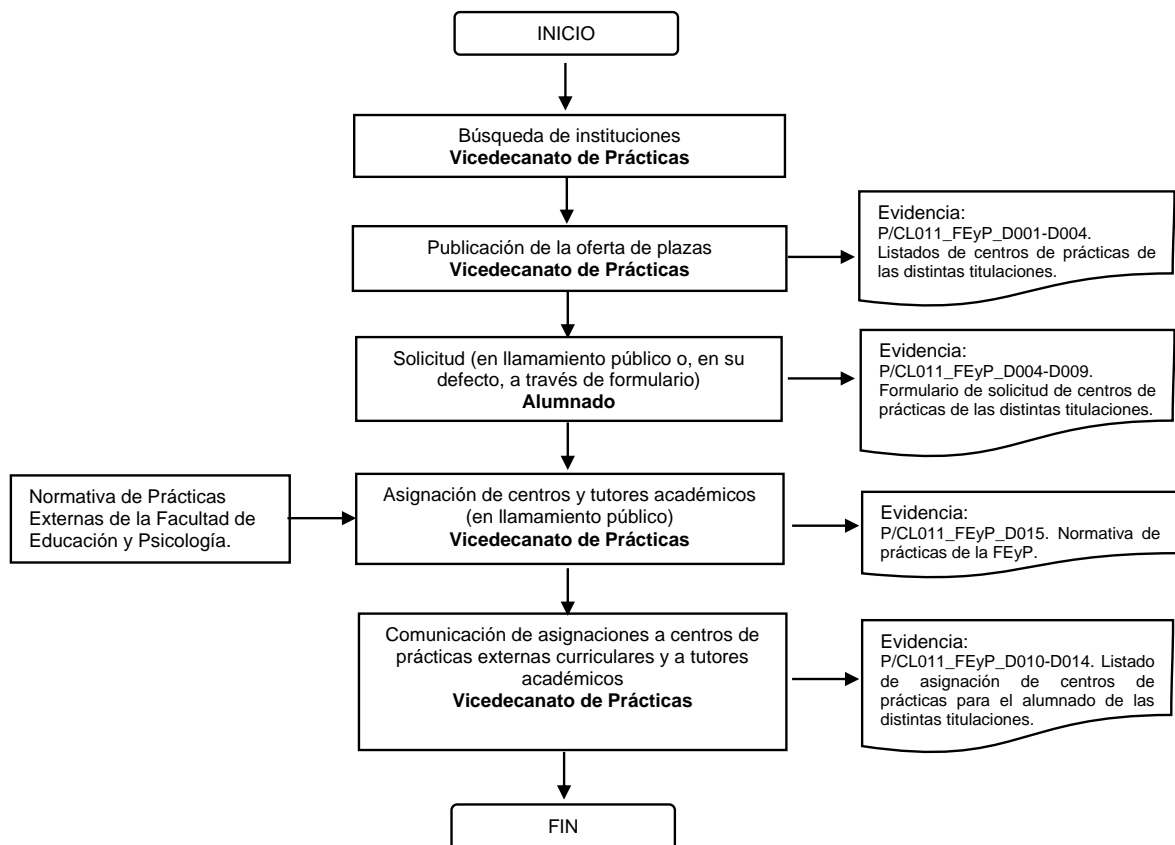 INICIO
Búsqueda de instituciones
Vicedecanato de Prácticas
Publicación de la oferta de plazas
Vicedecanato de Prácticas
Evidencia:
P/CL011_FEyP_D001-D004.
Listados de centros de prácticas de
las distintas titulaciones.
Solicitud (en llamamiento público o, en su
defecto, a través de formulario)
Alumnado
Evidencia:
P/CL011_FEyP_D004-D009.
Formulario de solicitud de centros de
prácticas de las distintas titulaciones.
Normativa de Prácticas
Externas de la Facultad de
Educación y Psicología.
Asignación de centros y tutores académicos
(en llamamiento público)
Vicedecanato de Prácticas
Evidencia:
P/CL011_FEyP_D015. Normativa de
prácticas de la FEyP.
Comunicación de asignaciones a centros de
prácticas externas curriculares y a tutores
académicos
Vicedecanato de Prácticas
Evidencia:
P/CL011_FEyP_D010-D014. Listado
de asignación de centros de
prácticas para el alumnado de las
distintas titulaciones.
FIN